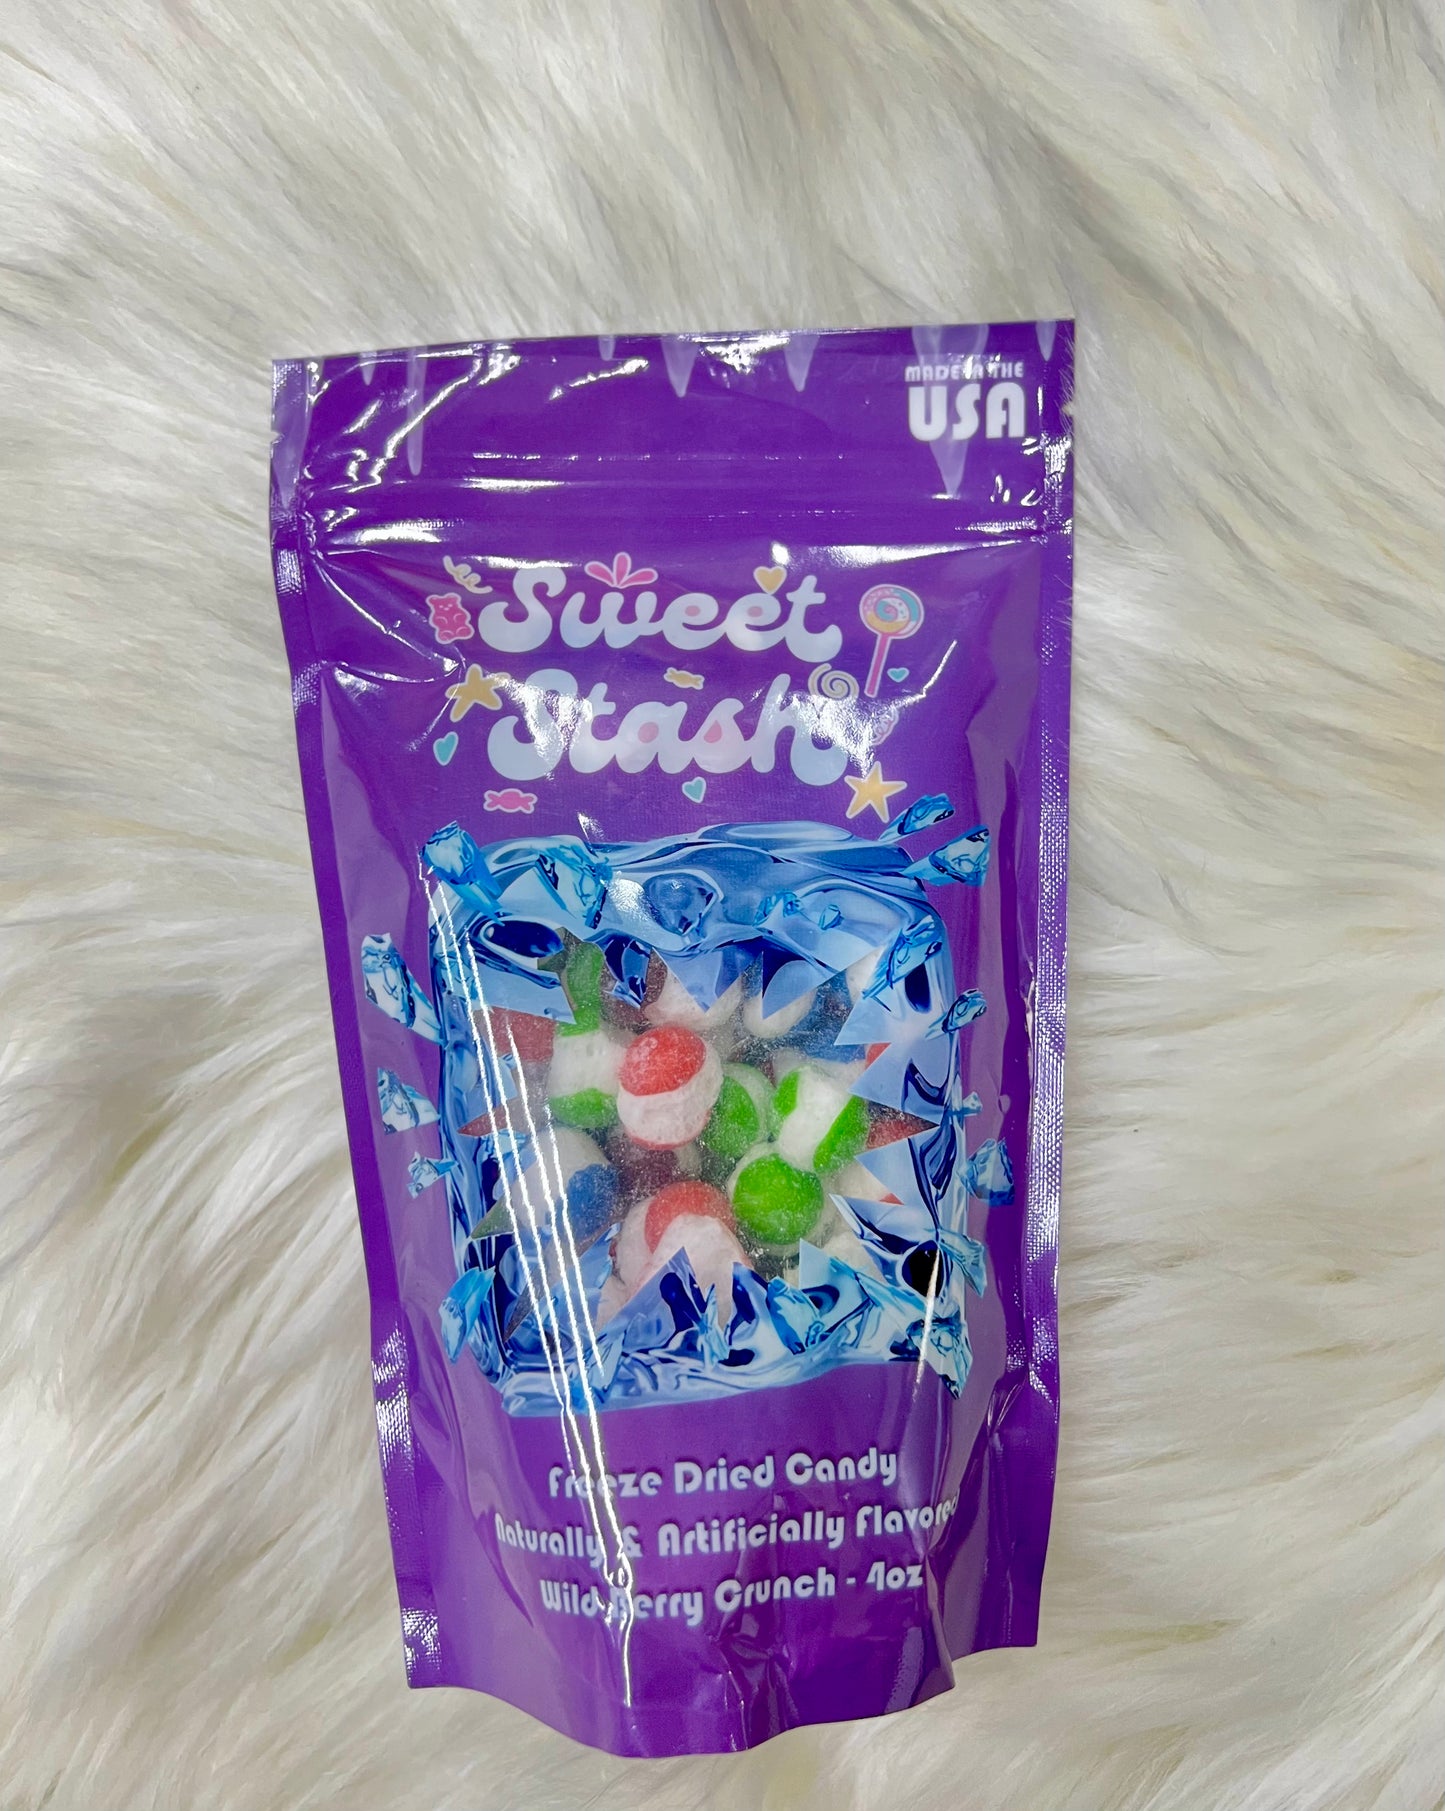 MADE IN THE
USA
Sweet
Stash
Freeze Dried Candy
Naturally & Artificially Flavored
Wild Berry Crunch - 4oz